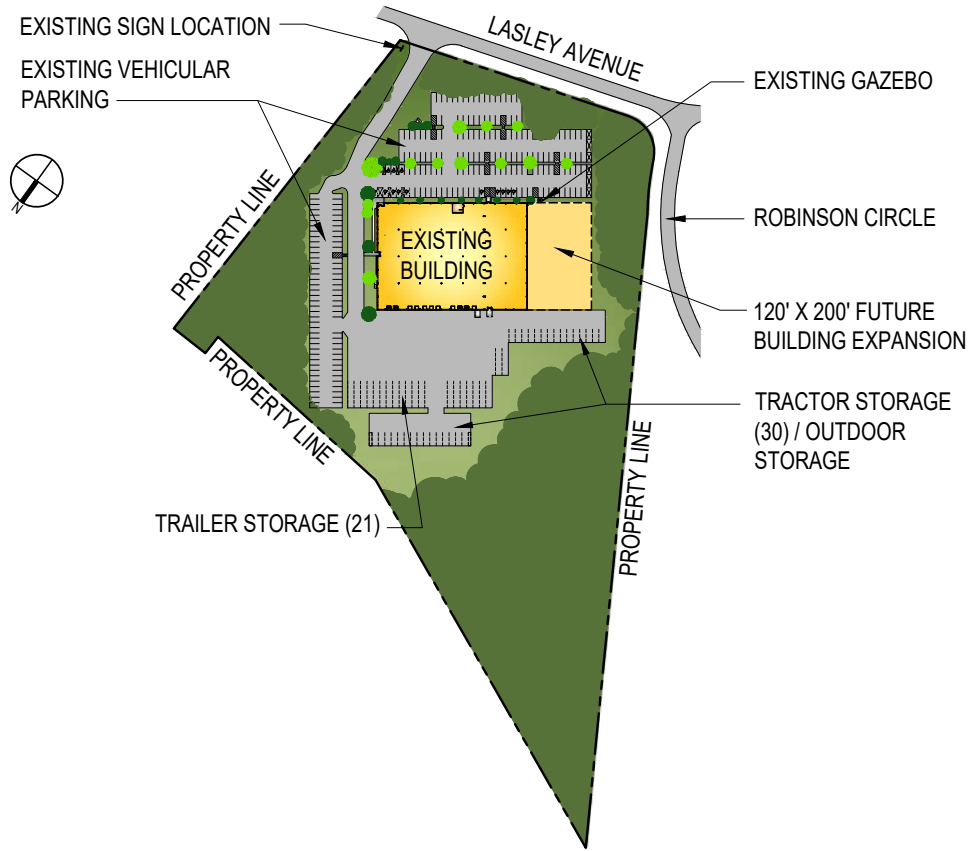 EXISTING SIGN LOCATION
LASLEY AVENUE
EXISTING VEHICULAR
PARKING
EXISTING GAZEBO
N
PROPERTY LINE
ROBINSON CIRCLE
EXISTING
BUILDING
120' X 200' FUTURE
BUILDING EXPANSION
PROPERTY LINE
TRACTOR STORAGE
(30) / OUTDOOR
STORAGE
PROPERTY LINE
TRAILER STORAGE (21)